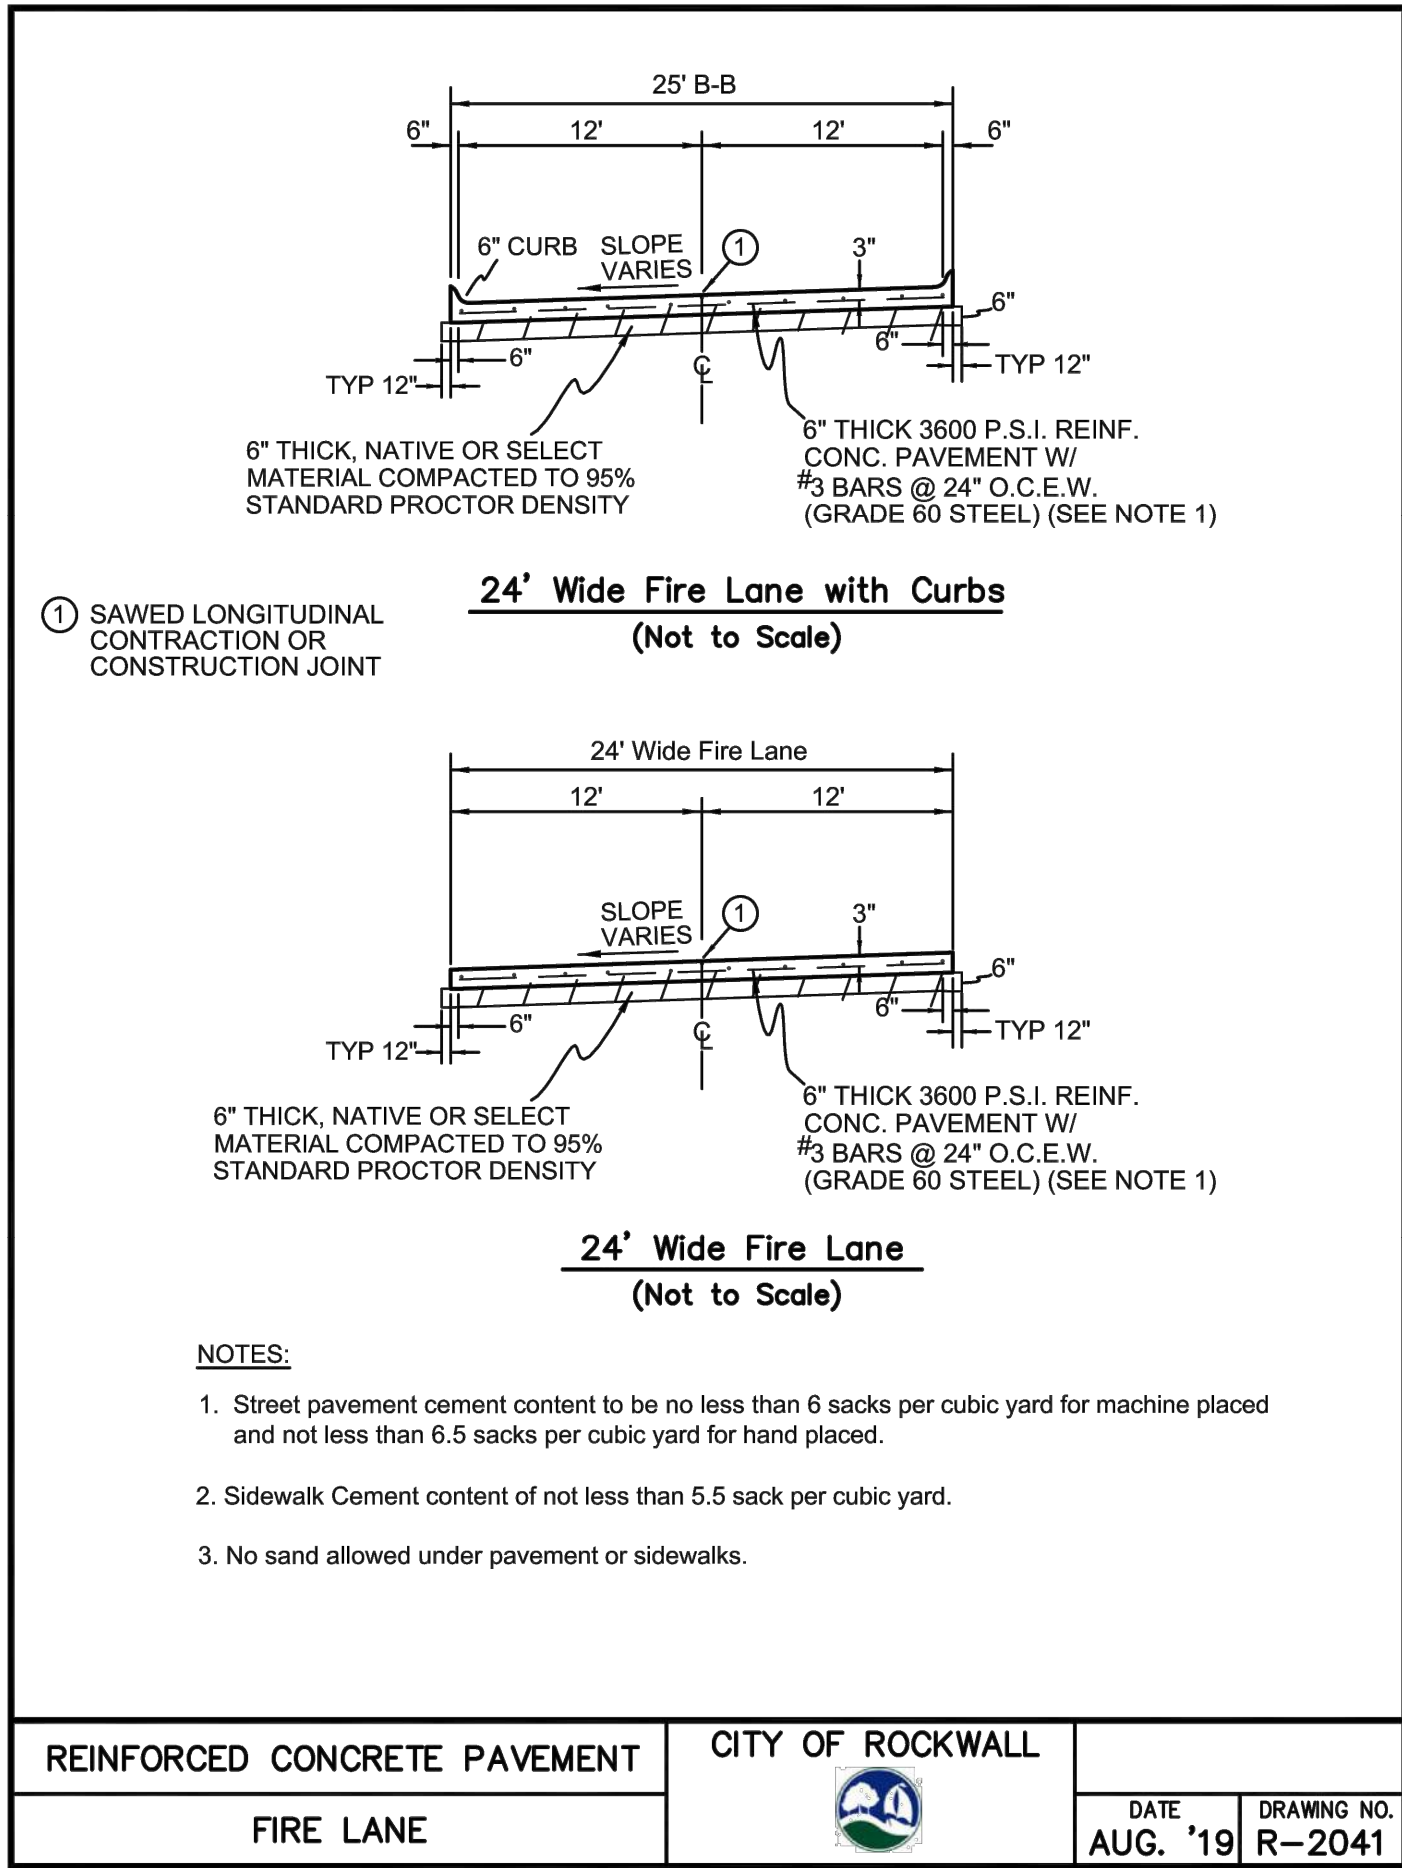 25' B-B
6" 12' 12' 6"
6" CURB SLOPE VARIES 1 3"
6"
6" 6"
TYP 12" ℄ TYP 12"
6" THICK, NATIVE OR SELECT
MATERIAL COMPACTED TO 95%
STANDARD PROCTOR DENSITY
6" THICK 3600 P.S.I. REINF.
CONC. PAVEMENT W/
#3 BARS @ 24" O.C.E.W.
(GRADE 60 STEEL) (SEE NOTE 1)
24' Wide Fire Lane with Curbs
(Not to Scale)
1 SAWED LONGITUDINAL
CONTRACTION OR
CONSTRUCTION JOINT
24' Wide Fire Lane
12' 12'
SLOPE VARIES 1 3"
6"
6" 6"
TYP 12" ℄ TYP 12"
6" THICK, NATIVE OR SELECT
MATERIAL COMPACTED TO 95%
STANDARD PROCTOR DENSITY
6" THICK 3600 P.S.I. REINF.
CONC. PAVEMENT W/
#3 BARS @ 24" O.C.E.W.
(GRADE 60 STEEL) (SEE NOTE 1)
24' Wide Fire Lane
(Not to Scale)
NOTES:
1. Street pavement cement content to be no less than 6 sacks per cubic yard for machine placed
and not less than 6.5 sacks per cubic yard for hand placed.
2. Sidewalk Cement content of not less than 5.5 sack per cubic yard.
3. No sand allowed under pavement or sidewalks.
REINFORCED CONCRETE PAVEMENT
FIRE LANE
CITY OF ROCKWALL
DATE
AUG. '19
DRAWING NO.
R-2041